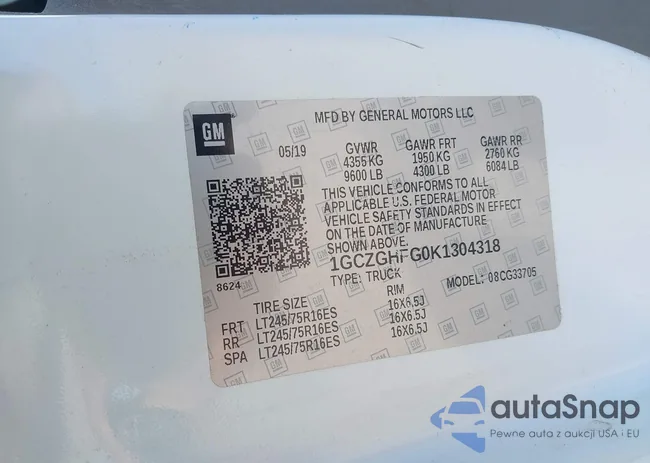 MFD BY GENERAL MOTORS LLC
GM
05/19 GVWR GAWR FRT GAWR RR
4355 KG 1950 KG 2760 KG
9600 LB 4300 LB 6084 LB
THIS VEHICLE CONFORMS TO ALL
APPLICABLE U.S. FEDERAL MOTOR
VEHICLE SAFETY STANDARDS IN EFFECT
ON THE DATE OF MANUFACTURE
SHOWN ABOVE.
1GCZGHFG0K1304318
8624
TYPE: TRUCK MODEL: 08CG33705
TIRE SIZE RIM
FRT LT245/75R16ES 16X6.5J
RR LT245/75R16ES 16X6.5J
SPA LT245/75R16ES 16X6.5J
autaSnap
Pewne auta z aukcji USA i EU